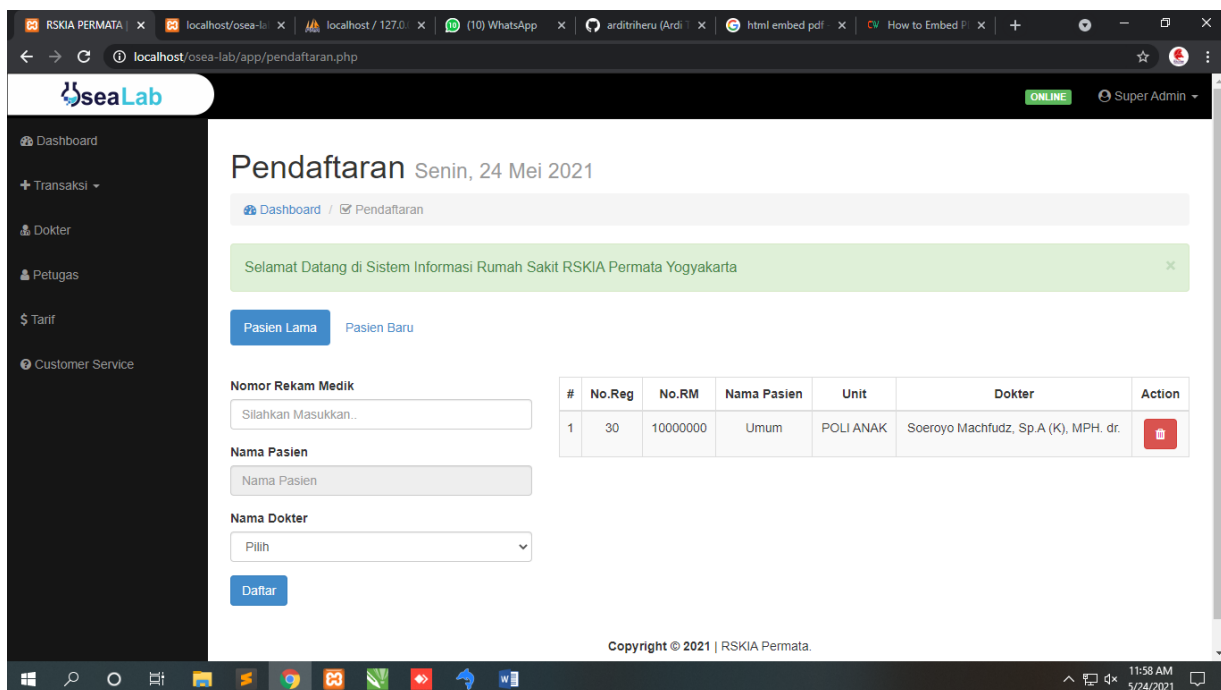 RSKIA PERMATA |
localhost/osea-la
localhost / 127.0.
(10) WhatsApp
arditriheru (Ardi T
html embed pdf -
How to Embed P
localhost/osea-lab/app/pendaftaran.php
OseaLab
ONLINE
Super Admin
Dashboard
Transaksi
Dokter
Petugas
$ Tarif
Customer Service
Pendaftaran Senin, 24 Mei 2021
Dashboard / Pendaftaran
Selamat Datang di Sistem Informasi Rumah Sakit RSKIA Permata Yogyakarta
×
Pasien Lama Pasien Baru
Nomor Rekam Medik
Silahkan Masukkan..
Nama Pasien
Nama Pasien
Nama Dokter
Pilih
Daftar
# No.Reg No.RM Nama Pasien Unit Dokter Action
1 30 10000000 Umum POLI ANAK Soeroyo Machfudz, Sp.A (K), MPH. dr.
Copyright © 2021 | RSKIA Permata.
11:58 AM
5/24/2021